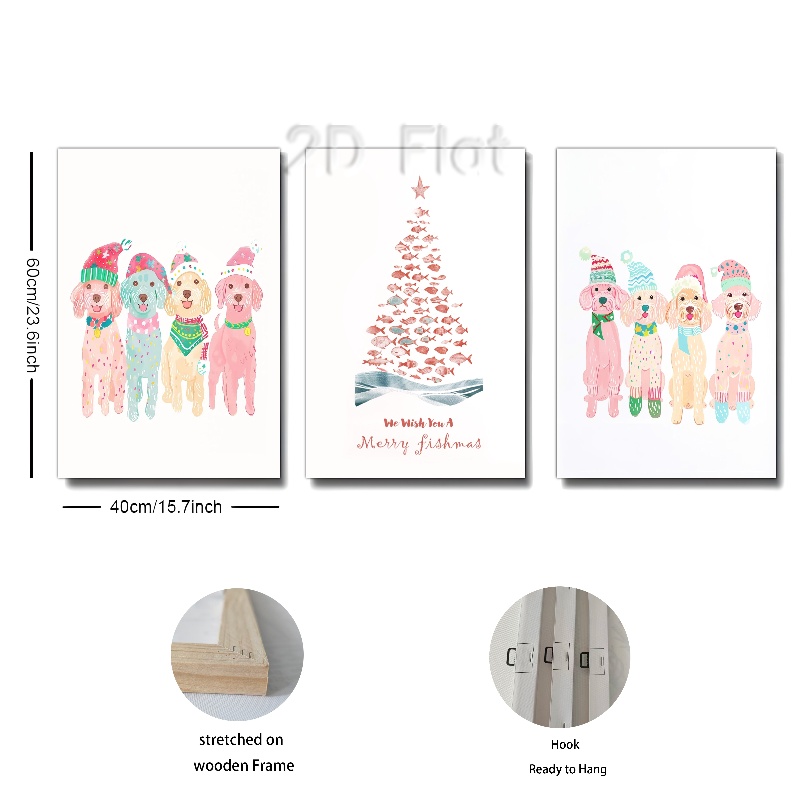 2D Flat
60cm/23.6inch
We Wish You A
Merry fishmas
40cm/15.7inch
stretched on
wooden Frame
Hook
Ready to Hang